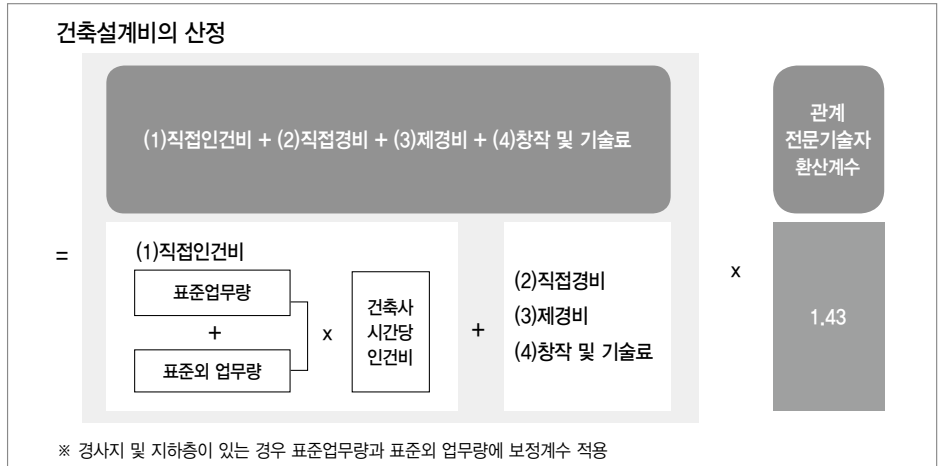 건축설계비의 산정
(1)직접인건비 + (2)직접경비 + (3)제경비 + (4)창작 및 기술료
관계
전문기술자
환산계수
=
(1)직접인건비
표준업무량
+
표준외 업무량
x
건축사
시간당
인건비
+
(2)직접경비
(3)제경비
(4)창작 및 기술료
x
1.43
※ 경사지 및 지하층이 있는 경우 표준업무량과 표준외 업무량에 보정계수 적용